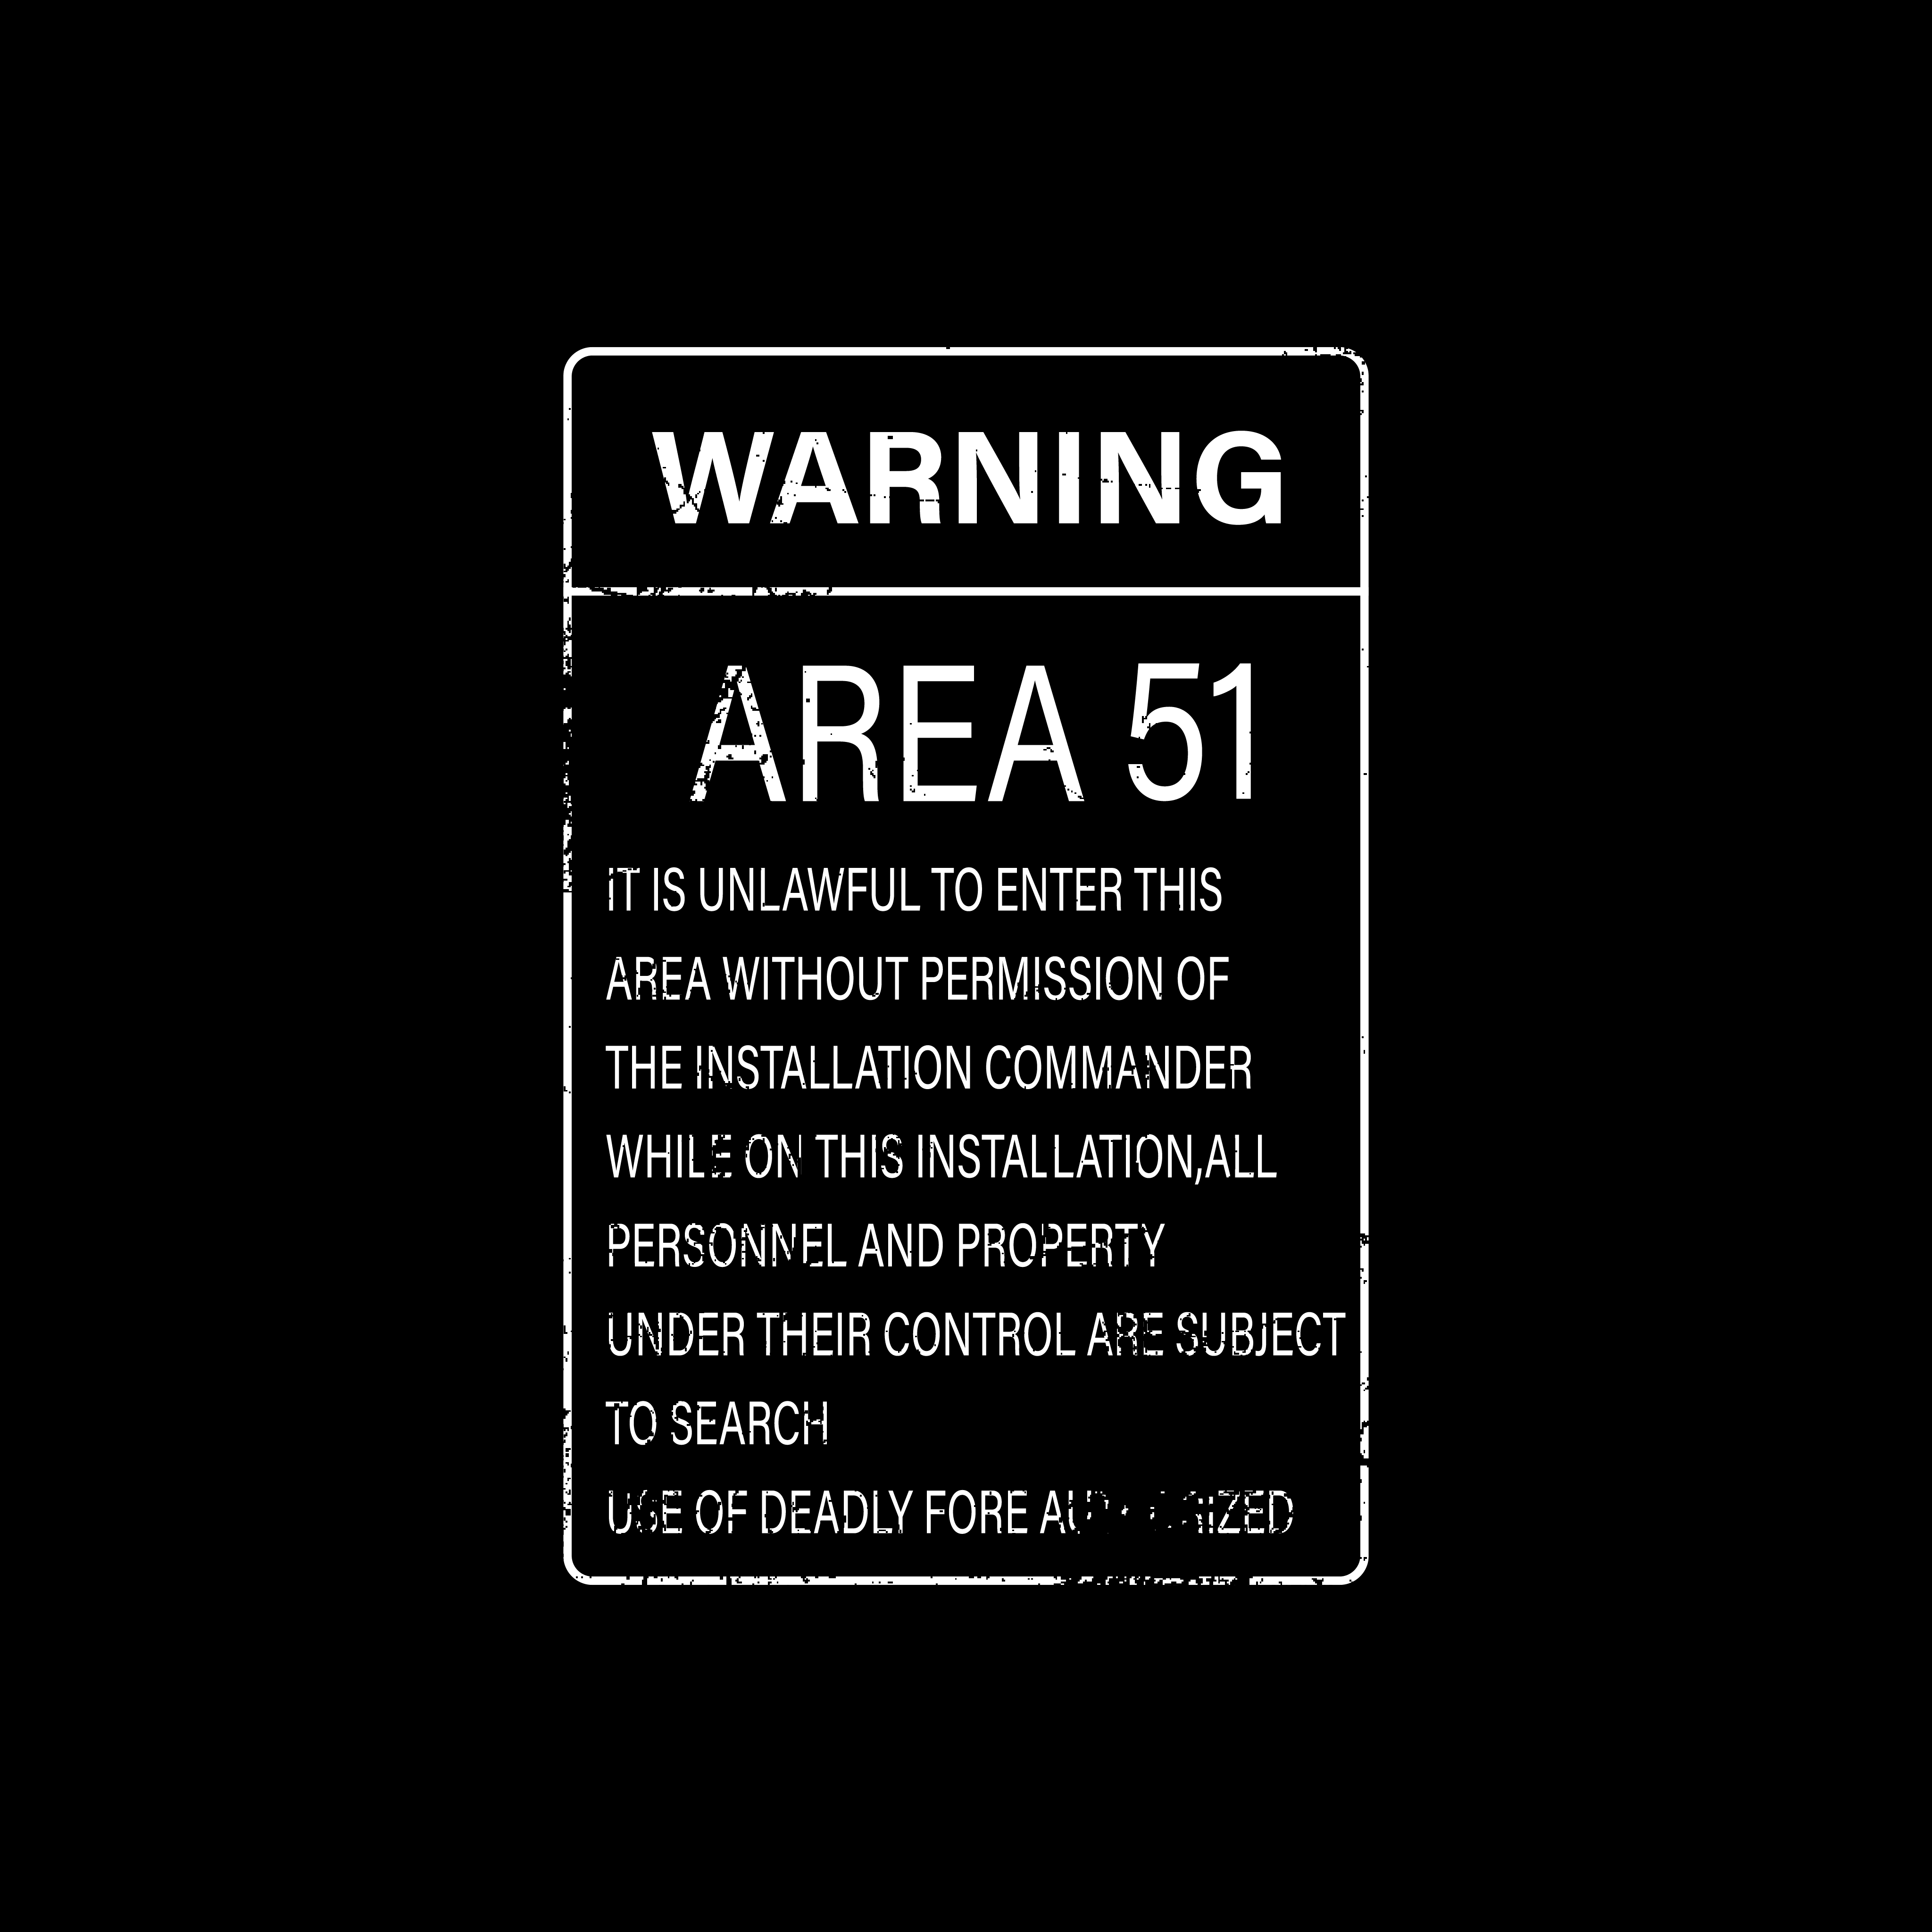 WARNING
AREA 51
IT IS UNLAWFUL TO ENTER THIS
AREA WITHOUT PERMISSION OF
THE INSTALLATION COMMANDER
WHILE ON THIS INSTALLATION,ALL
PERSONNEL AND PROPERTY
UNDER THEIR CONTROL ARE SUBJECT
TO SEARCH
USE OF DEADLY FORE AUTHORIZED